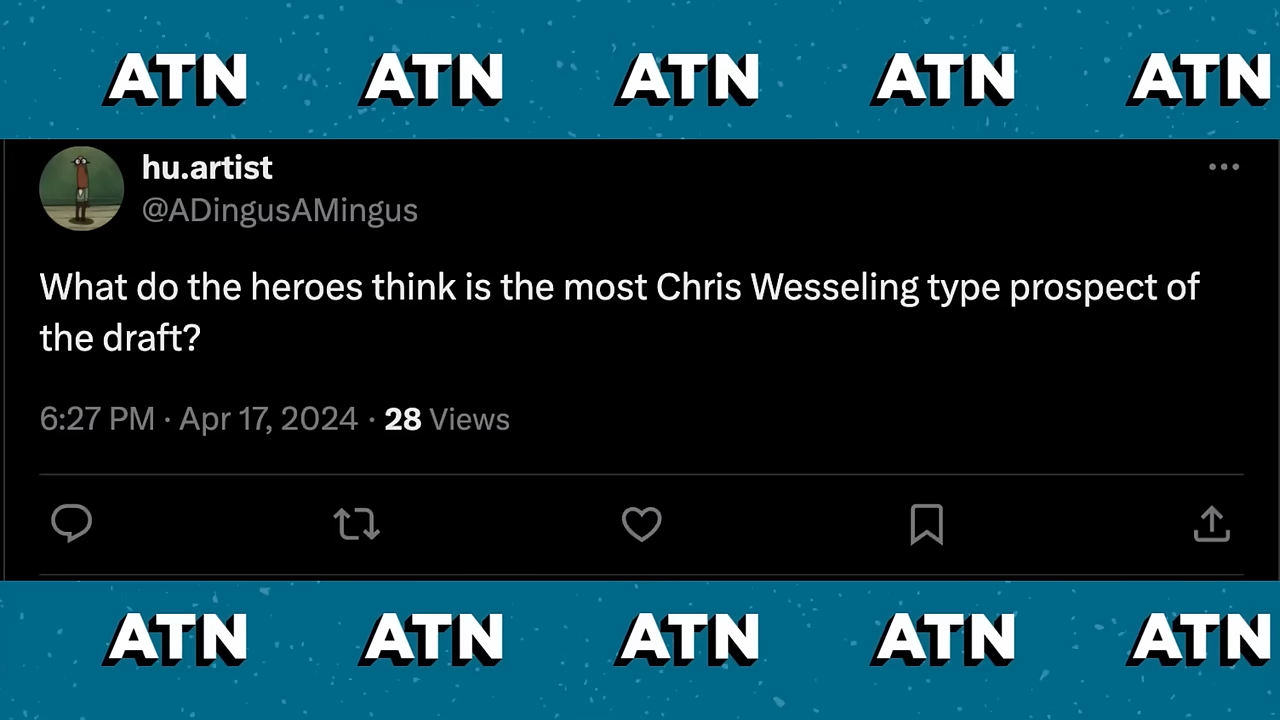 ATN ATN ATN ATN ATN
hu.artist
@ADingusAMingus
What do the heroes think is the most Chris Wesseling type prospect of
the draft?
6:27 PM · Apr 17, 2024 · 28 Views
ATN ATN ATN ATN ATN